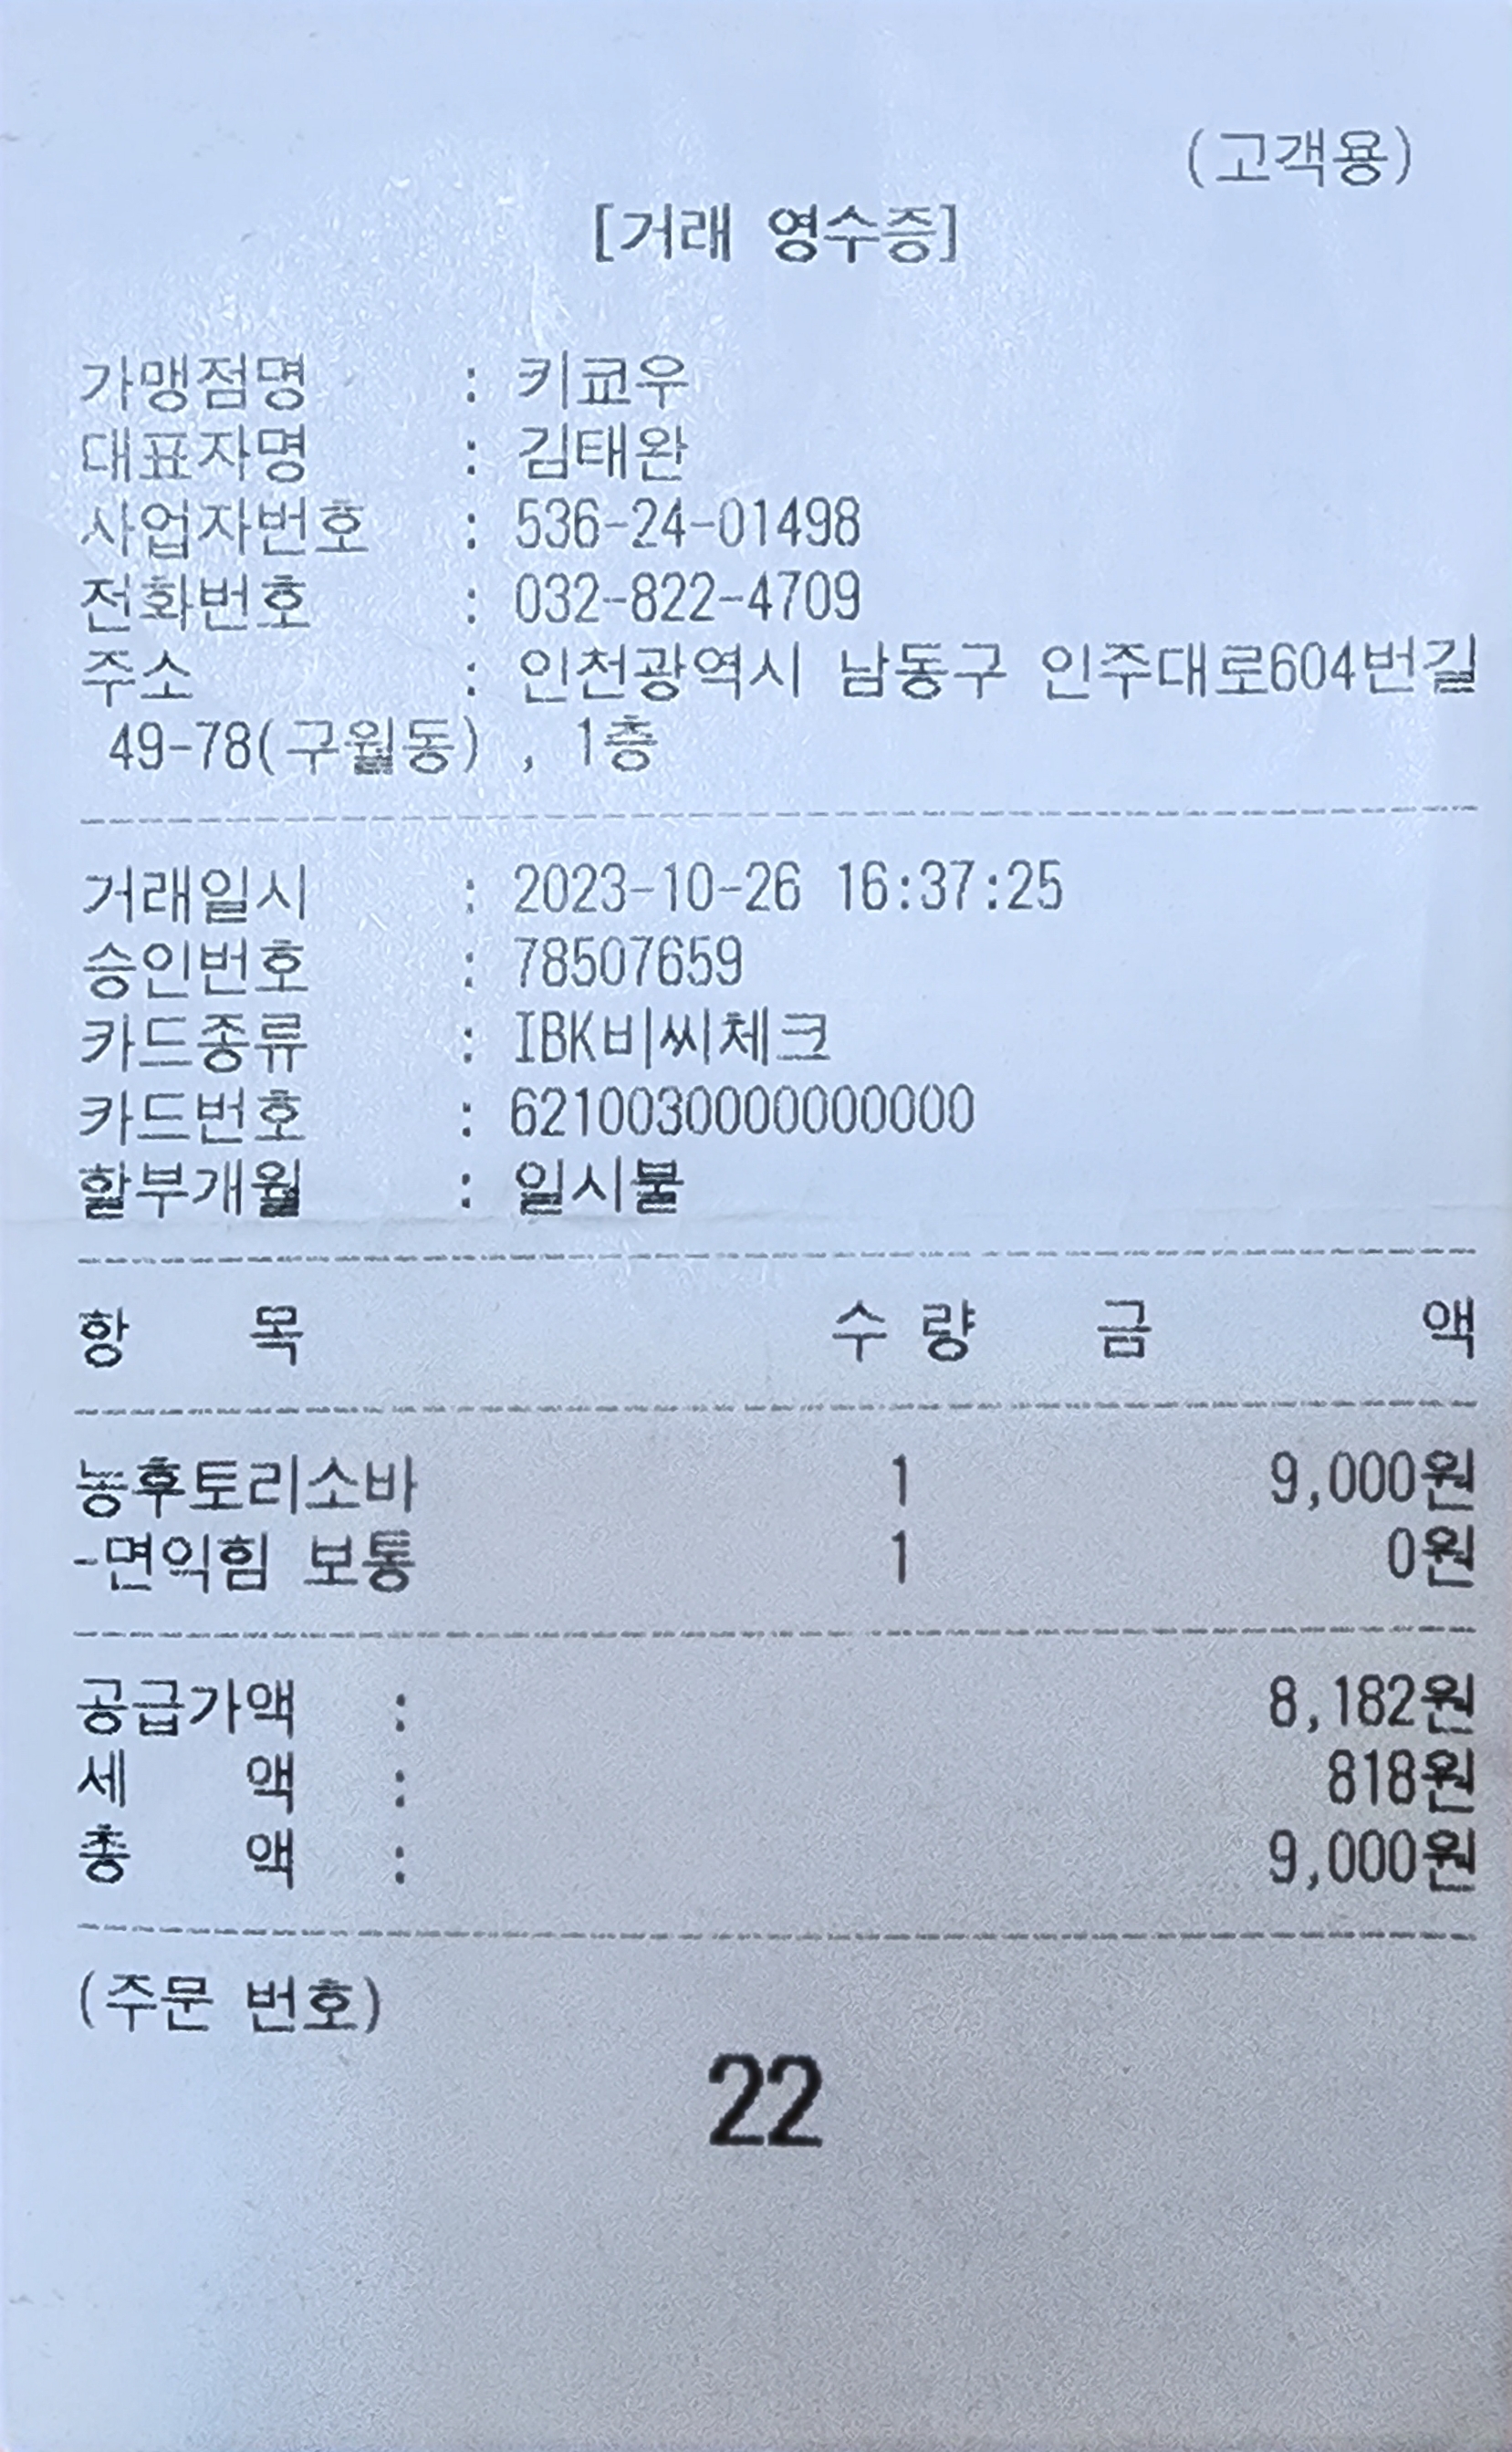 (고객용)
[거래 영수증]
가맹점명 : 키쿄우
대표자명 : 김태완
사업자번호 : 536-24-01498
전화번호 : 032-822-4709
주소 : 인천광역시 남동구 인주대로604번길
49-78(구월동) , 1층
거래일시 : 2023-10-26 16:37:25
승인번호 : 78507659
카드종류 : IBK비씨체크
카드번호 : 6210030000000000
할부개월 : 일시불
항 목 수 량 금 액
농후토리소바 1 9,000원
-면익힘 보통 1 0원
공급가액 : 8,182원
세 액 : 818원
총 액 : 9,000원
(주문 번호)
22